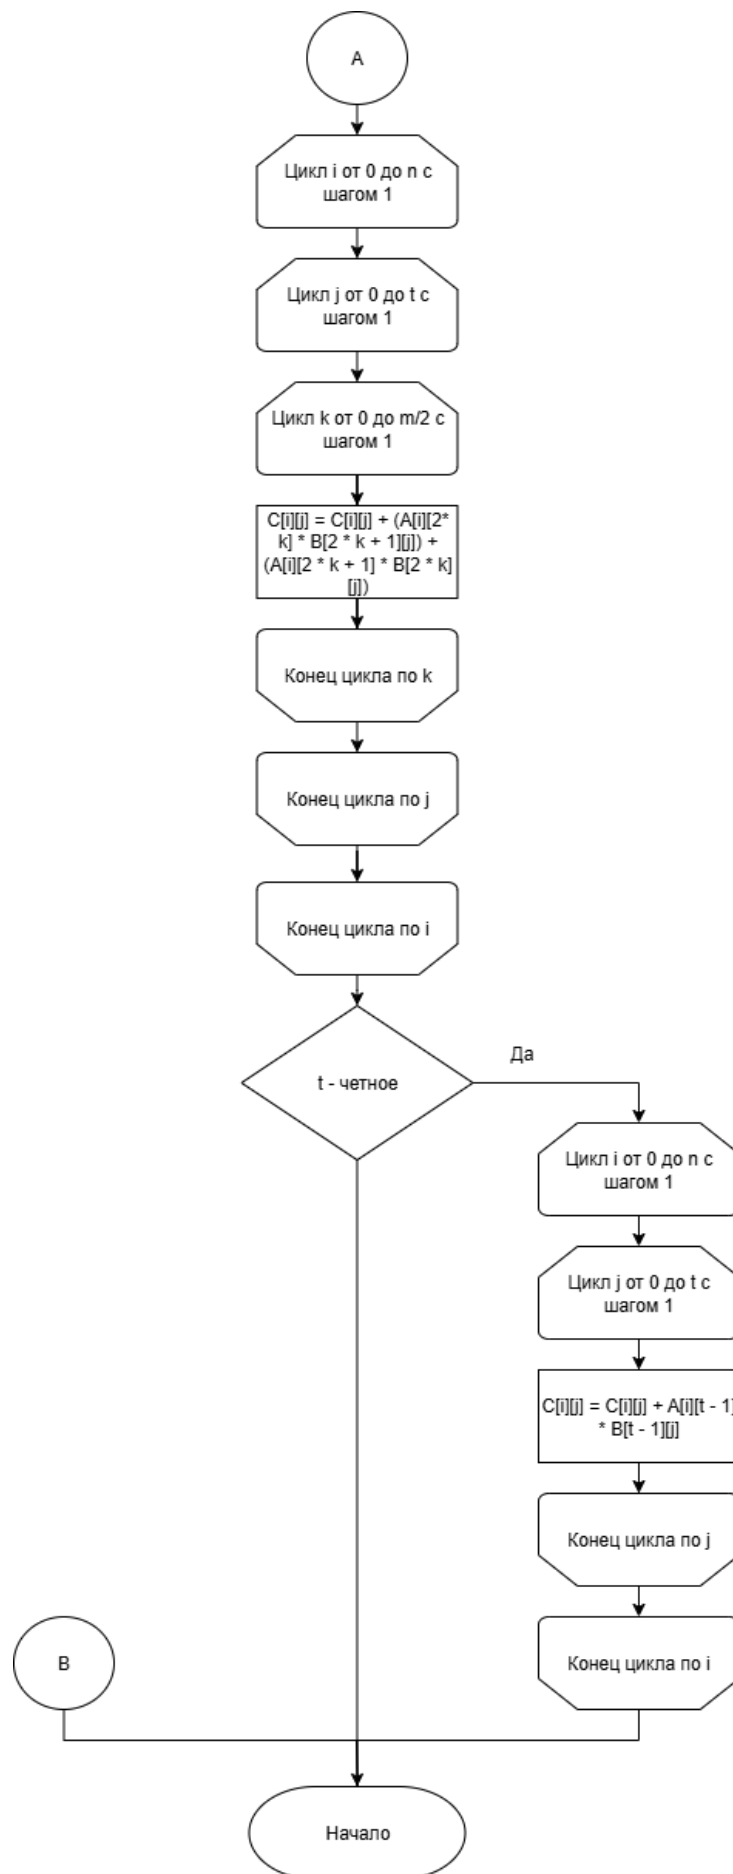 A
Цикл i от 0 до n с
шагом 1
Цикл j от 0 до t с
шагом 1
Цикл k от 0 до m/2 с
шагом 1
C[i][j] = C[i][j] + (A[i][2*
k] * B[2 * k + 1][j]) +
(A[i][2 * k + 1] * B[2 * k]
[j])
Конец цикла по k
Конец цикла по j
Конец цикла по i
t - четное
Да
Цикл i от 0 до n с
шагом 1
Цикл j от 0 до t с
шагом 1
C[i][j] = C[i][j] + A[i][t - 1]
* B[t - 1][j]
Конец цикла по j
B
Конец цикла по i
Начало